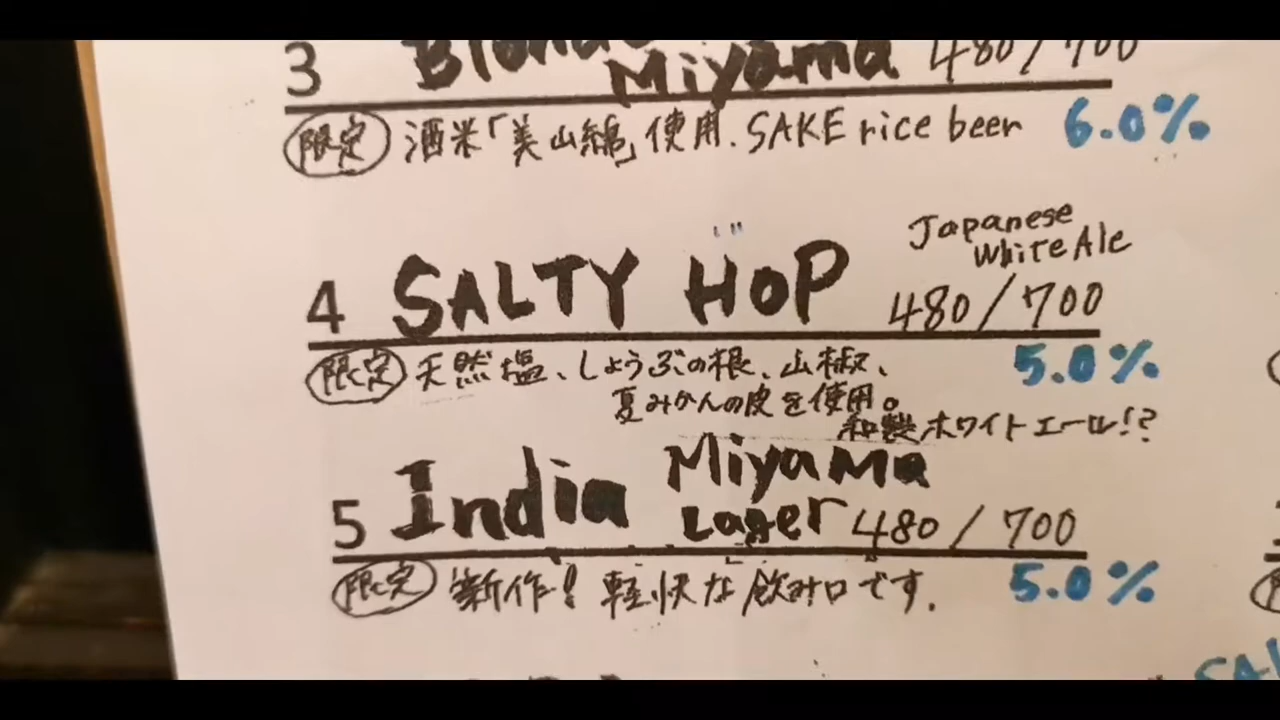 3 Blonde Miyama 480/700
限定 酒米「美山錦」使用. SAKE rice beer 6.0%
Japanese White Ale
4 SALTY HOP 480/700
限定 天然塩、しょうぶの根、山椒、 5.0%
夏みかんの皮を使用。
和製ホワイトエール!?
5 India Miyama Lager 480/700
限定 新作! 軽快な飲み口です. 5.0%